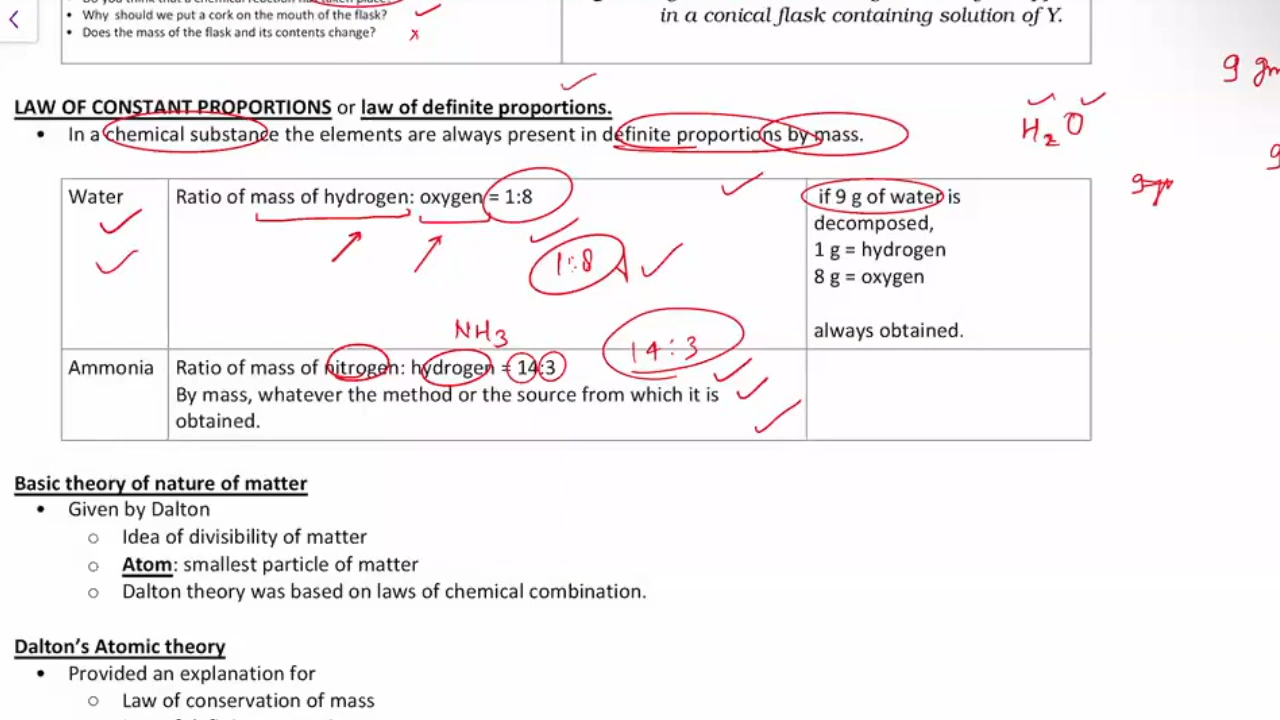 • Why should we put a cork on the mouth of the flask?
• Does the mass of the flask and its contents change?
in a conical flask containing solution of Y.
9 gm
LAW OF CONSTANT PROPORTIONS or law of definite proportions.
• In a chemical substance the elements are always present in definite proportions by mass.
H2O
Water
Ratio of mass of hydrogen: oxygen = 1:8
1:8
if 9 g of water is
decomposed,
1 g = hydrogen
8 g = oxygen
always obtained.
NH3
14:3
Ammonia
Ratio of mass of nitrogen: hydrogen = 14:3
By mass, whatever the method or the source from which it is
obtained.
Basic theory of nature of matter
• Given by Dalton
o Idea of divisibility of matter
o Atom: smallest particle of matter
o Dalton theory was based on laws of chemical combination.
Dalton’s Atomic theory
• Provided an explanation for
o Law of conservation of mass